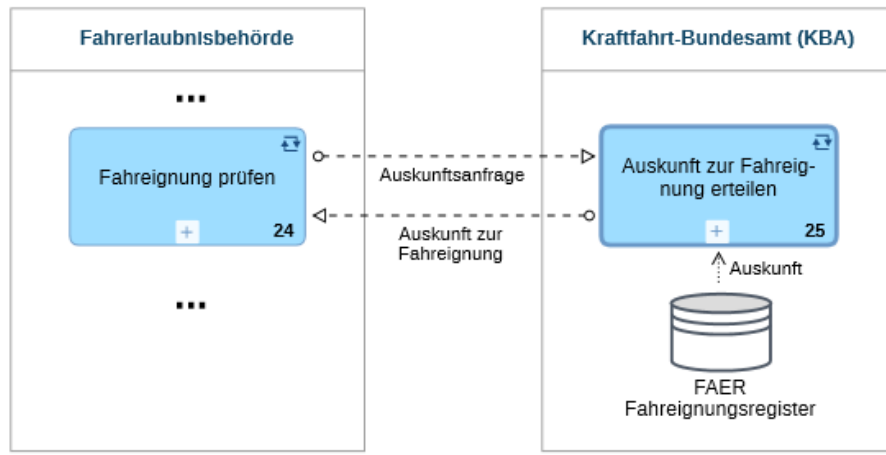 Fahrerlaubnisbehörde
Kraftfahrt-Bundesamt (KBA)
...
Fahreignung prüfen
24
Auskunftsanfrage
Auskunft zur
Fahreignung
Auskunft zur Fahreig-
nung erteilen
25
Auskunft
...
FAER
Fahreignungsregister